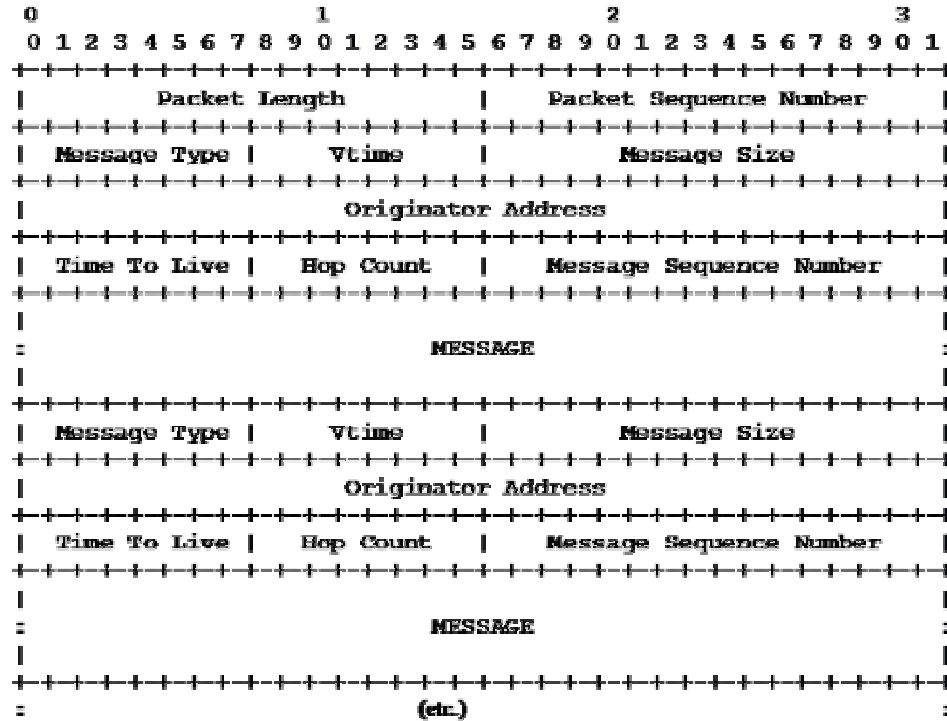 0 1 2 3
0 1 2 3 4 5 6 7 8 9 0 1 2 3 4 5 6 7 8 9 0 1 2 3 4 5 6 7 8 9 0 1
+-+-+-+-+-+-+-+-+-+-+-+-+-+-+-+-+-+-+-+-+-+-+-+-+-+-+-+-+-+-+-+-+
| Packet Length | Packet Sequence Number |
+-+-+-+-+-+-+-+-+-+-+-+-+-+-+-+-+-+-+-+-+-+-+-+-+-+-+-+-+-+-+-+-+
| Message Type | Vtime | Message Size |
+-+-+-+-+-+-+-+-+-+-+-+-+-+-+-+-+-+-+-+-+-+-+-+-+-+-+-+-+-+-+-+-+
| Originator Address |
+-+-+-+-+-+-+-+-+-+-+-+-+-+-+-+-+-+-+-+-+-+-+-+-+-+-+-+-+-+-+-+-+
| Time To Live | Hop Count | Message Sequence Number |
+-+-+-+-+-+-+-+-+-+-+-+-+-+-+-+-+-+-+-+-+-+-+-+-+-+-+-+-+-+-+-+-+
| |
: MESSAGE :
| |
+-+-+-+-+-+-+-+-+-+-+-+-+-+-+-+-+-+-+-+-+-+-+-+-+-+-+-+-+-+-+-+-+
| Message Type | Vtime | Message Size |
+-+-+-+-+-+-+-+-+-+-+-+-+-+-+-+-+-+-+-+-+-+-+-+-+-+-+-+-+-+-+-+-+
| Originator Address |
+-+-+-+-+-+-+-+-+-+-+-+-+-+-+-+-+-+-+-+-+-+-+-+-+-+-+-+-+-+-+-+-+
| Time To Live | Hop Count | Message Sequence Number |
+-+-+-+-+-+-+-+-+-+-+-+-+-+-+-+-+-+-+-+-+-+-+-+-+-+-+-+-+-+-+-+-+
| |
: MESSAGE :
| |
+-+-+-+-+-+-+-+-+-+-+-+-+-+-+-+-+-+-+-+-+-+-+-+-+-+-+-+-+-+-+-+-+
: (etc.) :